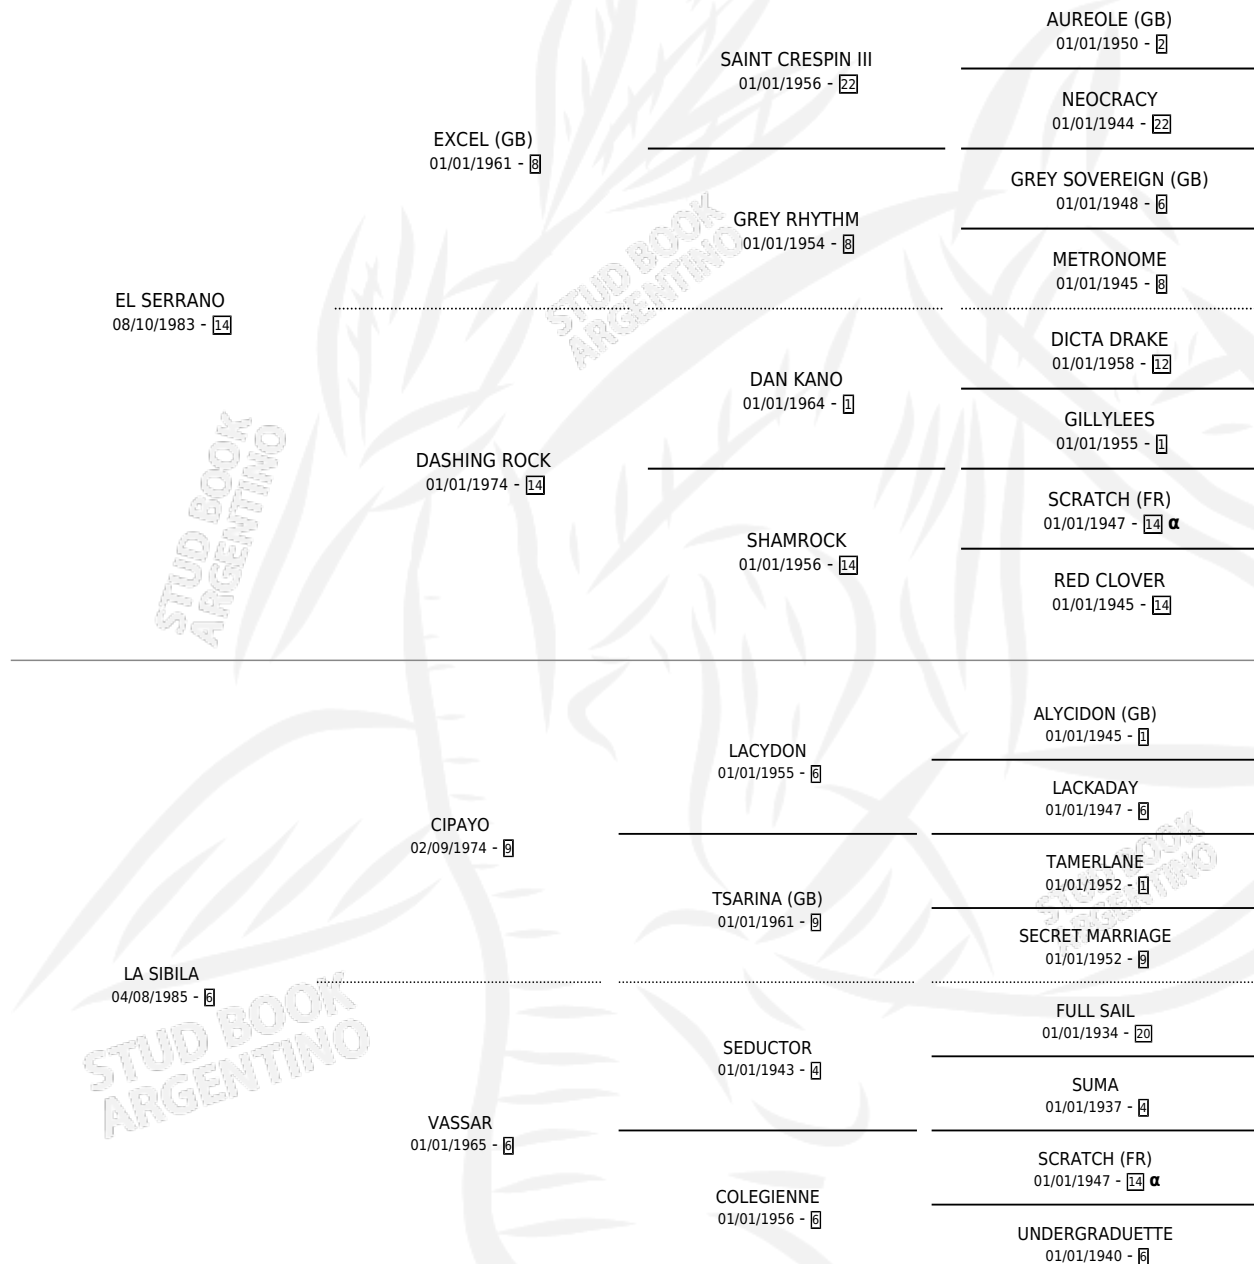 AUREOLE (GB)
01/01/1950 - 2
SAINT CRESPIN III
01/01/1956 - 22
NEOCRACY
01/01/1944 - 22
EXCEL (GB)
01/01/1961 - 8
GREY SOVEREIGN (GB)
01/01/1948 - 6
GREY RHYTHM
01/01/1954 - 8
METRONOME
01/01/1945 - 8
EL SERRANO
08/10/1983 - 14
DICTA DRAKE
01/01/1958 - 12
DAN KANO
01/01/1964 - 1
GILLYLEES
01/01/1955 - 1
DASHING ROCK
01/01/1974 - 14
SCRATCH (FR)
01/01/1947 - 14 α
SHAMROCK
01/01/1956 - 14
RED CLOVER
01/01/1945 - 14
STUD BOOK
ARGENTINO
STUD BOOK
ARGENTINO
ALYCIDON (GB)
01/01/1945 - 1
LACYDON
01/01/1955 - 6
LACKADAY
01/01/1947 - 6
CIPAYO
02/09/1974 - 9
TAMERLANE
01/01/1952 - 1
TSARINA (GB)
01/01/1961 - 9
SECRET MARRIAGE
01/01/1952 - 9
LA SIBILA
04/08/1985 - 6
FULL SAIL
01/01/1934 - 20
SEDUCTOR
01/01/1943 - 4
SUMA
01/01/1937 - 4
VASSAR
01/01/1965 - 6
SCRATCH (FR)
01/01/1947 - 14 α
COLEGIENNE
01/01/1956 - 6
UNDERGRADUETTE
01/01/1940 - 6
STUD BOOK
ARGENTINO
STUD BOOK
ARGENTINO